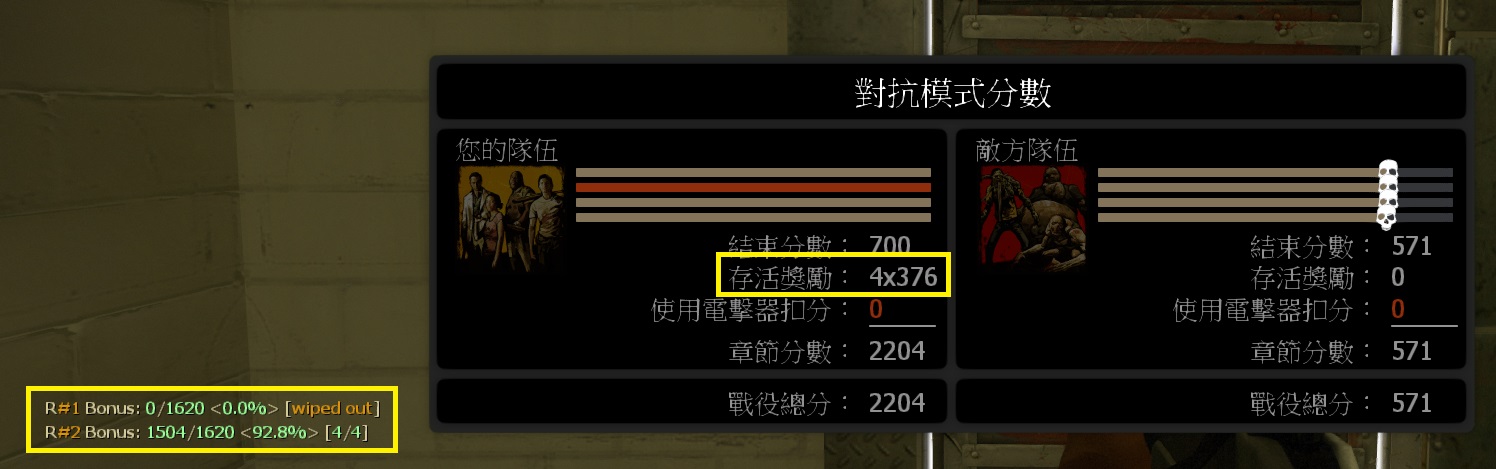 對抗模式分數
您的隊伍
結束分數： 700
存活獎勵： 4x376
使用電擊器扣分： 0
章節分數： 2204
戰役總分： 2204
敵方隊伍
結束分數： 571
存活獎勵： 0
使用電擊器扣分： 0
章節分數： 571
戰役總分： 571
R#1 Bonus: 0/1620 <0.0%> [wiped out]
R#2 Bonus: 1504/1620 <92.8%> [4/4]